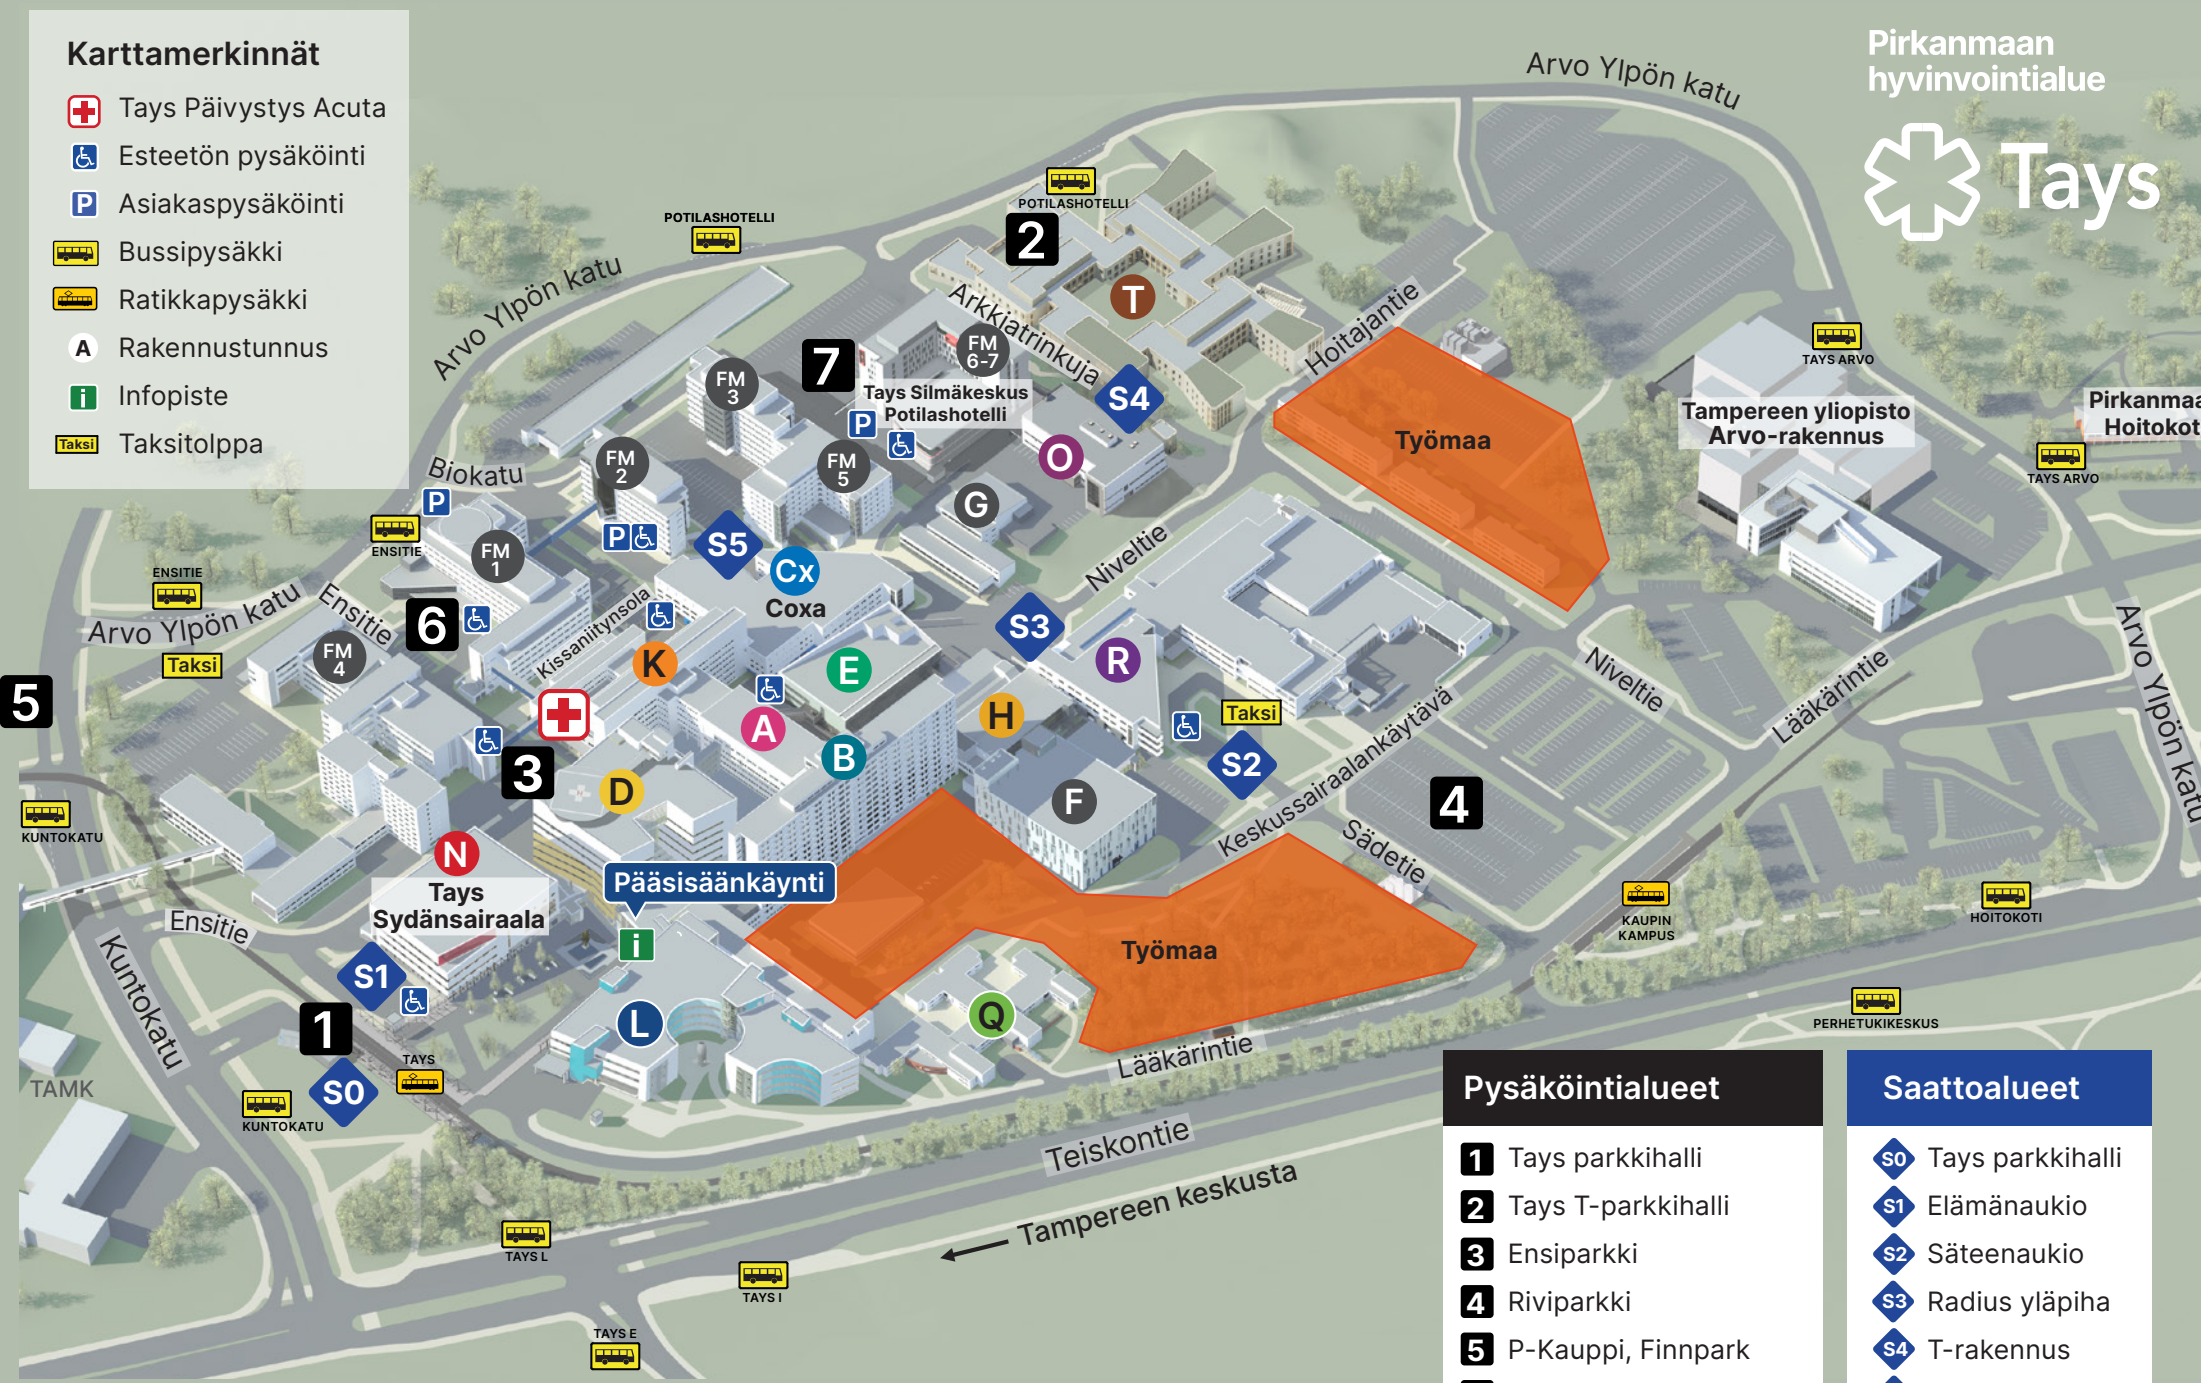 Karttamerkinnät
Tays Päivystys Acuta
Esteetön pysäköinti
P Asiakaspysäköinti
Bussipysäkki
Ratikkapysäkki
A Rakennustunnus
i Infopiste
Taksi Taksitolppa
Pirkanmaan
hyvinvointialue
Tays
Arvo Ylpön katu
POTILASHOTELLI
2
POTILASHOTELLI
Arvo Ylpön katu
T
Arkkiatrinkuja
Hoitajantie
FM
6-7
7
FM
3
Tays Silmäkeskus
Potilashotelli
S4
P
O
Työmaa
TAYS ARVO
Tampereen yliopisto
Arvo-rakennus
Pirkanmaa
Hoitokot
TAYS ARVO
Biokatu
P
FM
2
FM
5
G
ENSITIE
FM
1
P
S5
Cx
Coxa
Niveltie
ENSITIE
Arvo Ylpön katu
Ensitie
6
Kissaniitynsola
S3
Taksi
FM
4
K
E
R
Niveltie
Lääkärintie
Arvo Ylpön katu
5
3
A
B
H
Taksi
S2
Keskussairaalankäytävä
D
F
4
Sädetie
KUNTOKATU
N
Tays
Sydänsairaala
Pääsisäänkäynti
i
Työmaa
KAUPIN
KAMPUS
HOITOKOTI
Ensitie
Kuntokatu
S1
1
L
Q
PERHETUKIKESKUS
Lääkärintie
TAMK
TAYS
S0
KUNTOKATU
Teiskontie
Tampereen keskusta
TAYS L
TAYS I
TAYS E
Pysäköintialueet
1 Tays parkkihalli
2 Tays T-parkkihalli
3 Ensiparkki
4 Riviparkki
5 P-Kauppi, Finnpark
Saattoalueet
S0 Tays parkkihalli
S1 Elämänaukio
S2 Säteenaukio
S3 Radius yläpiha
S4 T-rakennus